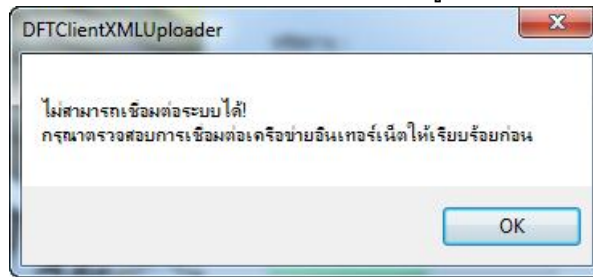 DFTClientXMLUploader
ไม่สามารถเชื่อมต่อระบบได้!
กรุณาตรวจสอบการเชื่อมต่อเครือข่ายอินเทอร์เน็ตให้เรียบร้อยก่อน
OK